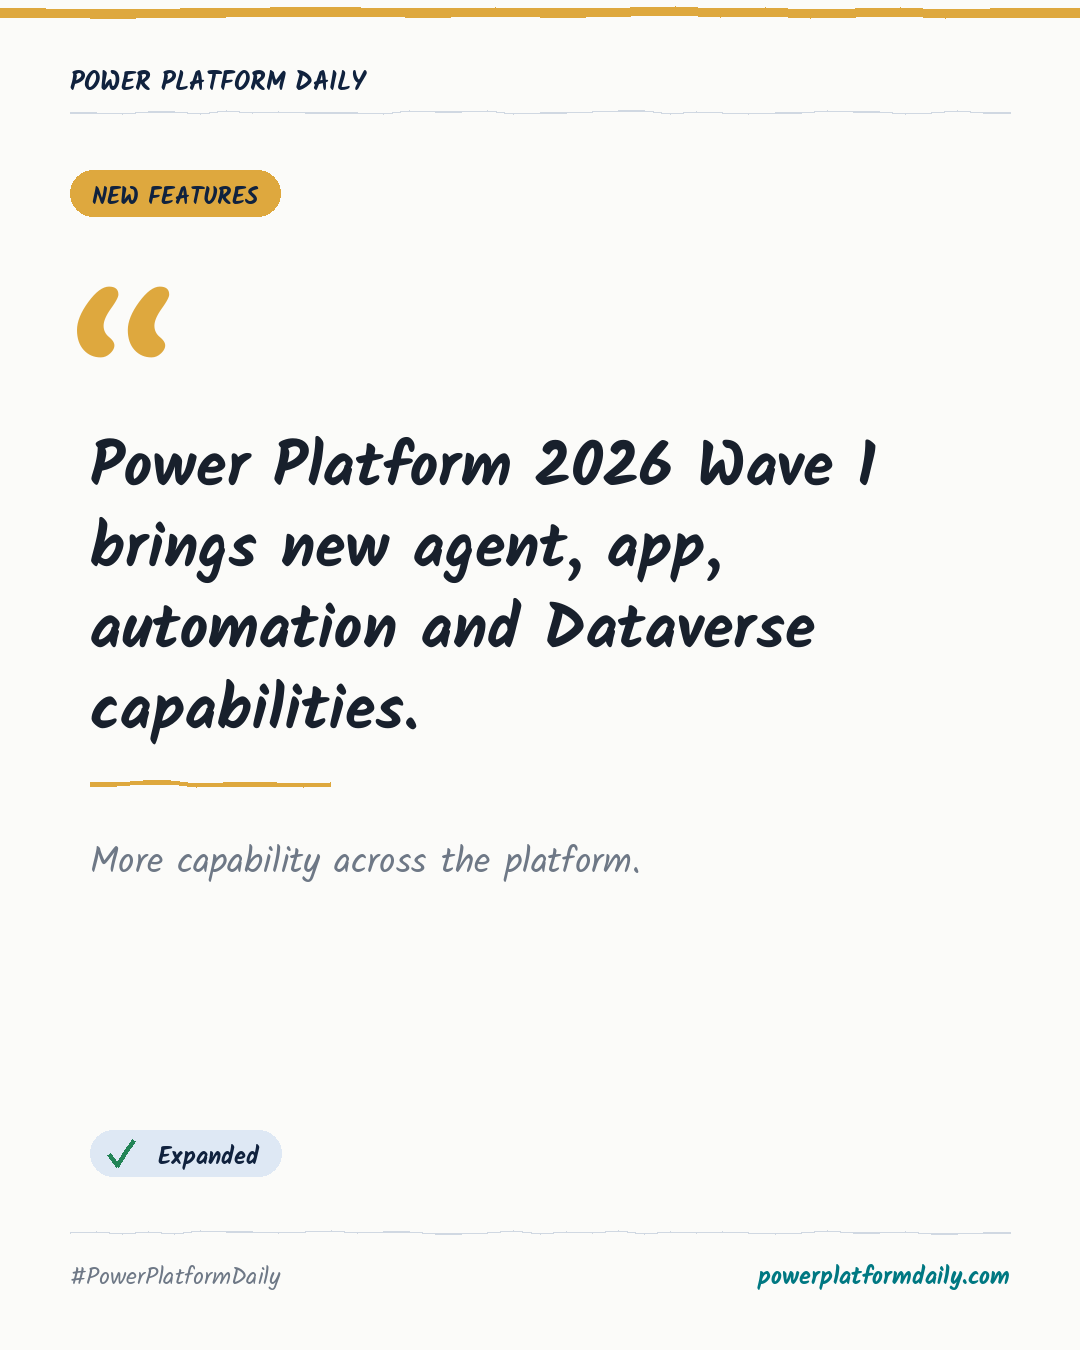 POWER PLATFORM DAILY
NEW FEATURES
“
Power Platform 2026 Wave 1
brings new agent, app,
automation and Dataverse
capabilities.
More capability across the platform.
✓ Expanded
#PowerPlatformDaily
powerplatformdaily.com